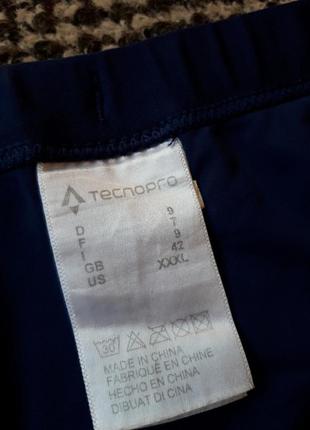 TECNOPRO
D 9
F 7
I 9
GB 42
US XXXL
30
MADE IN CHINA
FABRIQUÉ EN CHINE
HECHO EN CHINA
DIBUAT DI CINA